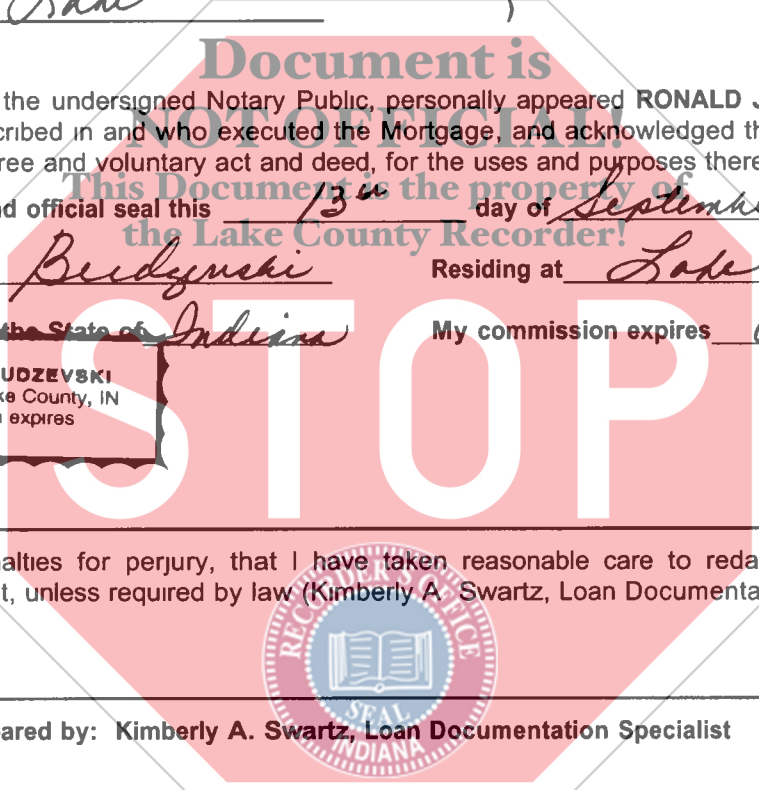 Document is
the undersigned Notary Public, personally appeared RONALD J
NOT OFFICIAL!
cribed in and who executed the Mortgage, and acknowledged th
ree and voluntary act and deed, for the uses and purposes there
This Document is the property of
nd official seal this 13th day of Septembe
the Lake County Recorder!
Residing at Lake
the State of Indiana My commission expires
STOP
UDZEVSKI
ke County, IN
n expires
alties for perjury, that I have taken reasonable care to reda
t, unless required by law (Kimberly A Swartz, Loan Documenta
RECORDER'S OFFICE
SEAL
INDIANA
ared by: Kimberly A. Swartz, Loan Documentation Specialist